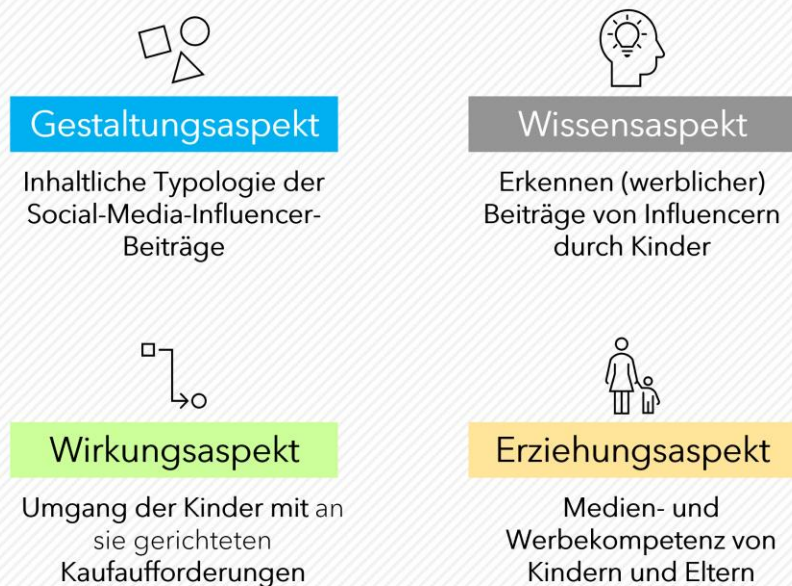 Gestaltungsaspekt
Inhaltliche Typologie der
Social-Media-Influencer-
Beiträge
Wissensaspekt
Erkennen (werblicher)
Beiträge von Influencern
durch Kinder
Wirkungsaspekt
Umgang der Kinder mit an
sie gerichteten
Kaufaufforderungen
Erziehungsaspekt
Medien- und
Werbekompetenz von
Kindern und Eltern